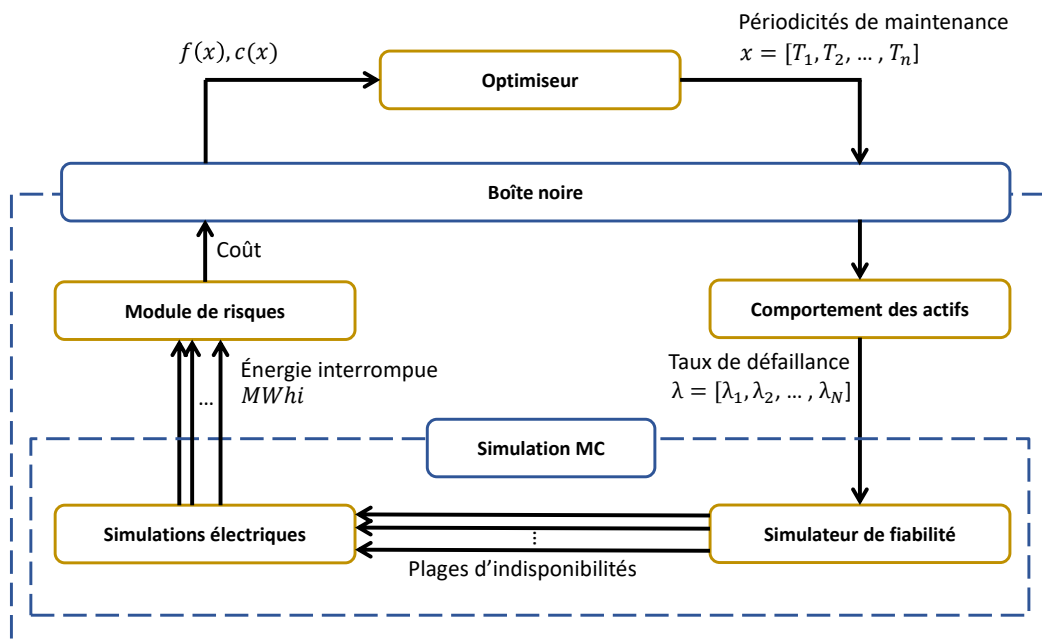 Périodicités de maintenance
f(x), c(x)
x = [T₁, T₂, … , Tₙ]
Optimiseur
Boîte noire
Coût
Module de risques
Comportement des actifs
Énergie interrompue
MWhi
...
Taux de défaillance
λ = [λ₁, λ₂, … , λ_N]
Simulation MC
Simulations électriques
Simulateur de fiabilité
...
Plages d’indisponibilités